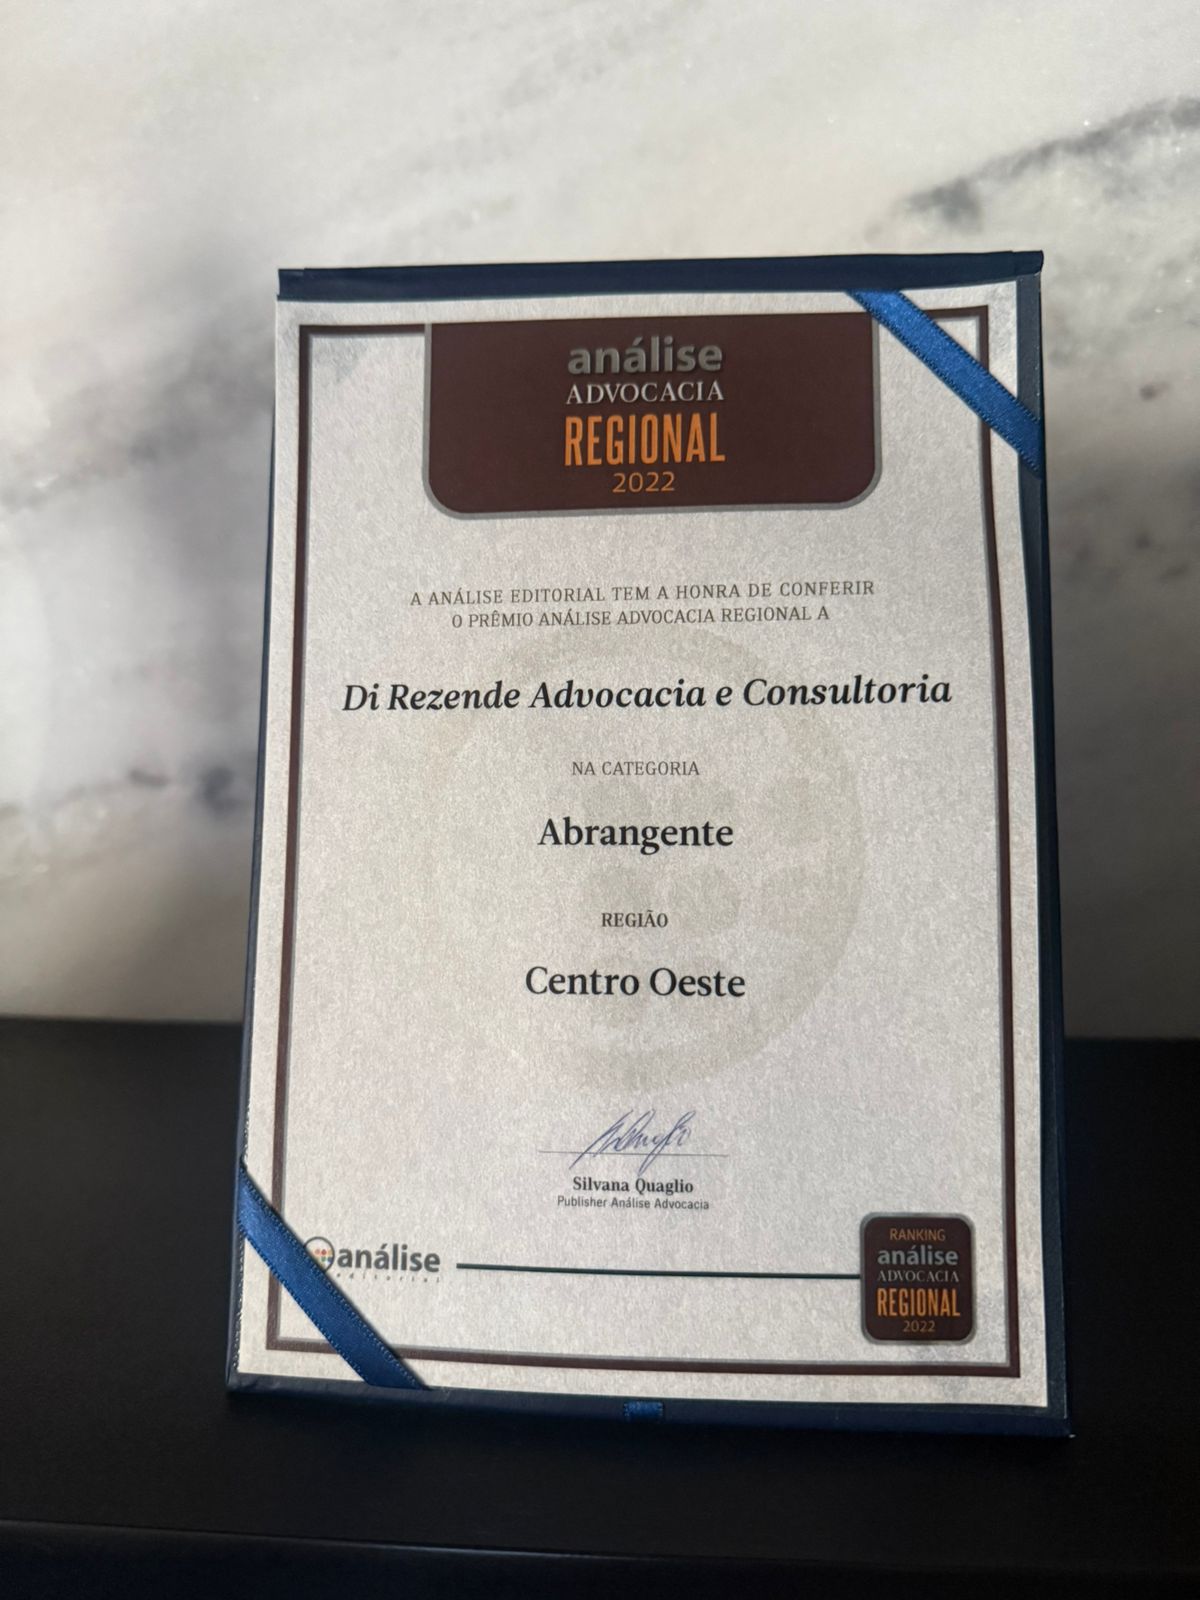 análise
ADVOCACIA
REGIONAL
2022
A ANÁLISE EDITORIAL TEM A HONRA DE CONFERIR
O PRÊMIO ANÁLISE ADVOCACIA REGIONAL A
Di Rezende Advocacia e Consultoria
NA CATEGORIA
Abrangente
REGIÃO
Centro Oeste
Silvana Quaglio
Publisher Análise Advocacia
análise
editorial
RANKING
análise
ADVOCACIA
REGIONAL
2022